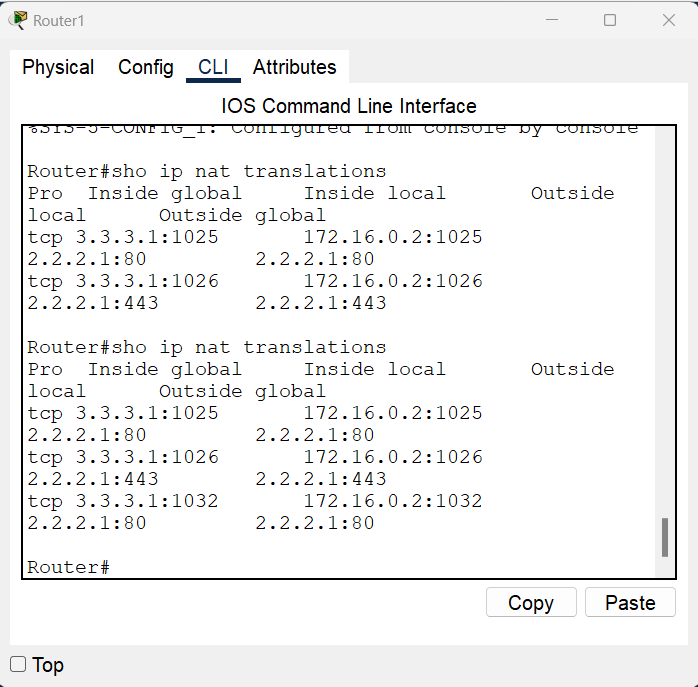 Router1
Physical Config CLI Attributes
IOS Command Line Interface
%SYS-5-CONFIG_I: Configured from console by console
Router#sho ip nat translations
Pro  Inside global     Inside local       Outside
local      Outside global
tcp 3.3.3.1:1025       172.16.0.2:1025
2.2.2.1:80         2.2.2.1:80
tcp 3.3.3.1:1026       172.16.0.2:1026
2.2.2.1:443        2.2.2.1:443
Router#sho ip nat translations
Pro  Inside global     Inside local       Outside
local      Outside global
tcp 3.3.3.1:1025       172.16.0.2:1025
2.2.2.1:80         2.2.2.1:80
tcp 3.3.3.1:1026       172.16.0.2:1026
2.2.2.1:443        2.2.2.1:443
tcp 3.3.3.1:1032       172.16.0.2:1032
2.2.2.1:80         2.2.2.1:80
Router#
Copy Paste
Top